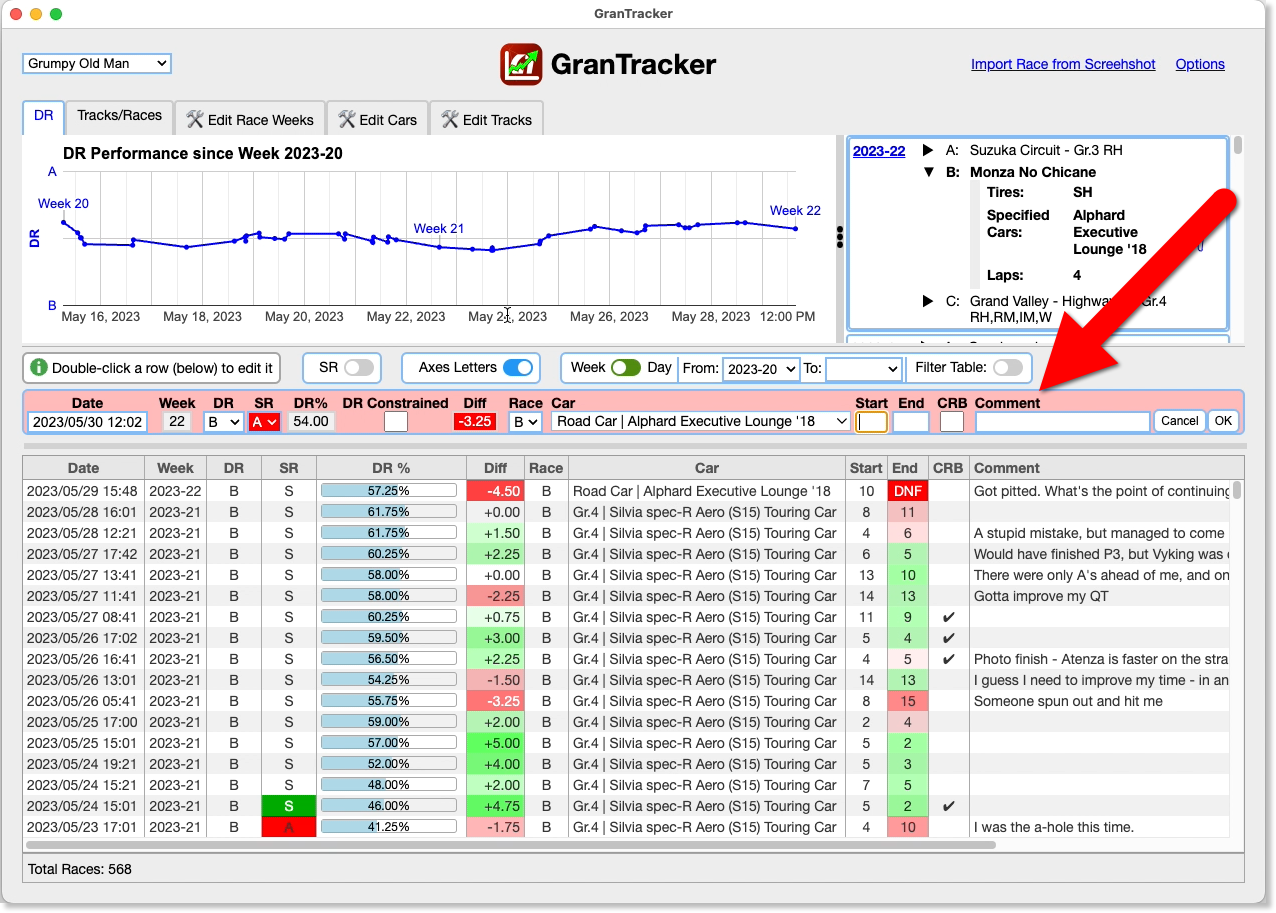 GranTracker
Grumpy Old Man
GranTracker
Import Race from Screehshot Options
DR Tracks/Races Edit Race Weeks Edit Cars Edit Tracks
DR Performance since Week 2023-20
A
Week 20
Week 21
Week 22
DR
B
May 16, 2023 May 18, 2023 May 20, 2023 May 22, 2023 May 24, 2023 May 26, 2023 May 28, 2023 12:00 PM
2023-22 A: Suzuka Circuit - Gr.3 RH
B: Monza No Chicane
Tires: SH
Specified Alphard
Cars: Executive
Lounge '18
Laps: 4
C: Grand Valley - Highway Gr.4
RH,RM,IM,W
Double-click a row (below) to edit it SR Axes Letters Week Day From: 2023-20 To: Filter Table:
Date Week DR SR DR% DR Constrained Diff Race Car Start End CRB Comment
2023/05/30 12:02 22 B A 54.00 -3.25 B Road Car | Alphard Executive Lounge '18 Cancel OK
Date Week DR SR DR % Diff Race Car Start End CRB Comment
2023/05/29 15:48 2023-22 B S 57.25% -4.50 B Road Car | Alphard Executive Lounge '18 10 DNF Got pitted. What's the point of continuing
2023/05/28 16:01 2023-21 B S 61.75% +0.00 B Gr.4 | Silvia spec-R Aero (S15) Touring Car 8 11
2023/05/28 12:21 2023-21 B S 61.75% +1.50 B Gr.4 | Silvia spec-R Aero (S15) Touring Car 4 6 A stupid mistake, but managed to come
2023/05/27 17:42 2023-21 B S 60.25% +2.25 B Gr.4 | Silvia spec-R Aero (S15) Touring Car 6 5 Would have finished P3, but Vyking was
2023/05/27 13:41 2023-21 B S 58.00% +0.00 B Gr.4 | Silvia spec-R Aero (S15) Touring Car 13 10 There were only A's ahead of me, and on
2023/05/27 11:41 2023-21 B S 58.00% -2.25 B Gr.4 | Silvia spec-R Aero (S15) Touring Car 14 13 Gotta improve my QT
2023/05/27 08:41 2023-21 B S 60.25% +0.75 B Gr.4 | Silvia spec-R Aero (S15) Touring Car 11 9 ✔
2023/05/26 17:02 2023-21 B S 59.50% +3.00 B Gr.4 | Silvia spec-R Aero (S15) Touring Car 5 4 ✔
2023/05/26 16:41 2023-21 B S 56.50% +2.25 B Gr.4 | Silvia spec-R Aero (S15) Touring Car 4 5 ✔ Photo finish - Atenza is faster on the stra
2023/05/26 13:01 2023-21 B S 54.25% -1.50 B Gr.4 | Silvia spec-R Aero (S15) Touring Car 14 13 I guess I need to improve my time - in an
2023/05/26 05:41 2023-21 B S 55.75% -3.25 B Gr.4 | Silvia spec-R Aero (S15) Touring Car 8 15 Someone spun out and hit me
2023/05/25 17:00 2023-21 B S 59.00% +2.00 B Gr.4 | Silvia spec-R Aero (S15) Touring Car 2 4
2023/05/25 15:01 2023-21 B S 57.00% +5.00 B Gr.4 | Silvia spec-R Aero (S15) Touring Car 5 2
2023/05/24 19:21 2023-21 B S 52.00% +4.00 B Gr.4 | Silvia spec-R Aero (S15) Touring Car 5 3
2023/05/24 15:21 2023-21 B S 48.00% +2.00 B Gr.4 | Silvia spec-R Aero (S15) Touring Car 7 5
2023/05/24 15:01 2023-21 B S 46.00% +4.75 B Gr.4 | Silvia spec-R Aero (S15) Touring Car 5 2 ✔
2023/05/23 17:01 2023-21 B A 41.25% -1.75 B Gr.4 | Silvia spec-R Aero (S15) Touring Car 4 10 I was the a-hole this time.
Total Races: 568